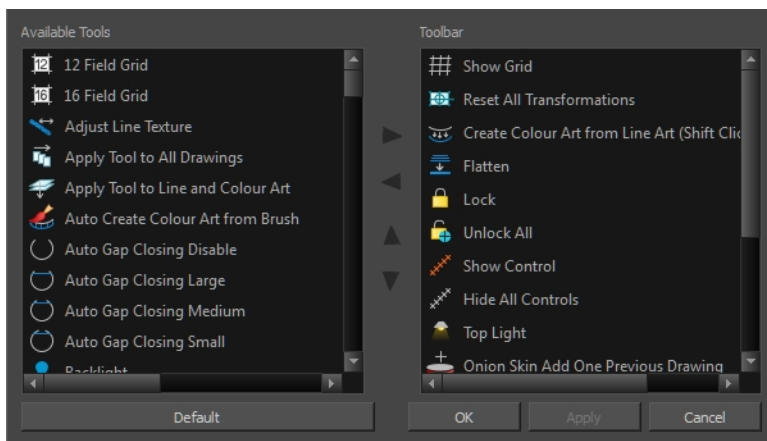 Available Tools
12 12 Field Grid
16 16 Field Grid
Adjust Line Texture
Apply Tool to All Drawings
Apply Tool to Line and Colour Art
Auto Create Colour Art from Brush
Auto Gap Closing Disable
Auto Gap Closing Large
Auto Gap Closing Medium
Auto Gap Closing Small
Backlight
Default
Toolbar
Show Grid
Reset All Transformations
Create Colour Art from Line Art (Shift Clic
Flatten
Lock
Unlock All
Show Control
Hide All Controls
Top Light
Onion Skin Add One Previous Drawing
OK
Apply
Cancel